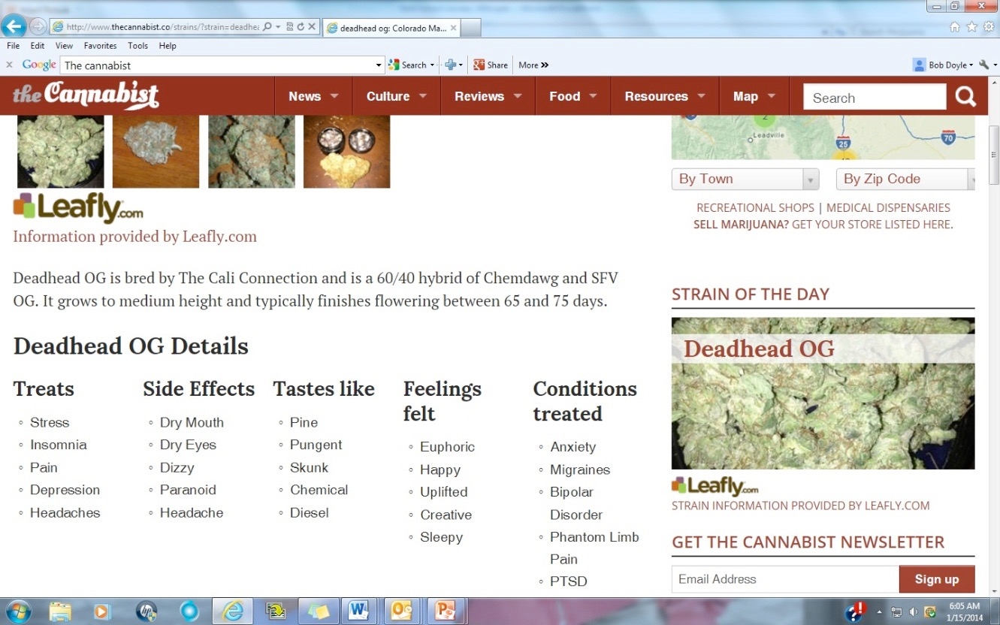 http://www.thecannabist.co/strains/?strain=deadhea
deadhead og: Colorado Ma...
File Edit View Favorites Tools Help
Google The cannabist Search Share More »
Bob Doyle
the Cannabist
News Culture Reviews Food Resources Map Search
Leadville
2
25
70
By Town By Zip Code
RECREATIONAL SHOPS | MEDICAL DISPENSARIES
SELL MARIJUANA? GET YOUR STORE LISTED HERE.
Leafly.com
Information provided by Leafly.com
Deadhead OG is bred by The Cali Connection and is a 60/40 hybrid of Chemdawg and SFV
OG. It grows to medium height and typically finishes flowering between 65 and 75 days.
Deadhead OG Details
Treats
Stress
Insomnia
Pain
Depression
Headaches
Side Effects
Dry Mouth
Dry Eyes
Dizzy
Paranoid
Headache
Tastes like
Pine
Pungent
Skunk
Chemical
Diesel
Feelings
felt
Euphoric
Happy
Uplifted
Creative
Sleepy
Conditions
treated
Anxiety
Migraines
Bipolar
Disorder
Phantom Limb
Pain
PTSD
STRAIN OF THE DAY
Deadhead OG
Leafly.com
STRAIN INFORMATION PROVIDED BY LEAFLY.COM
GET THE CANNABIST NEWSLETTER
Email Address Sign up
6:05 AM
1/15/2014